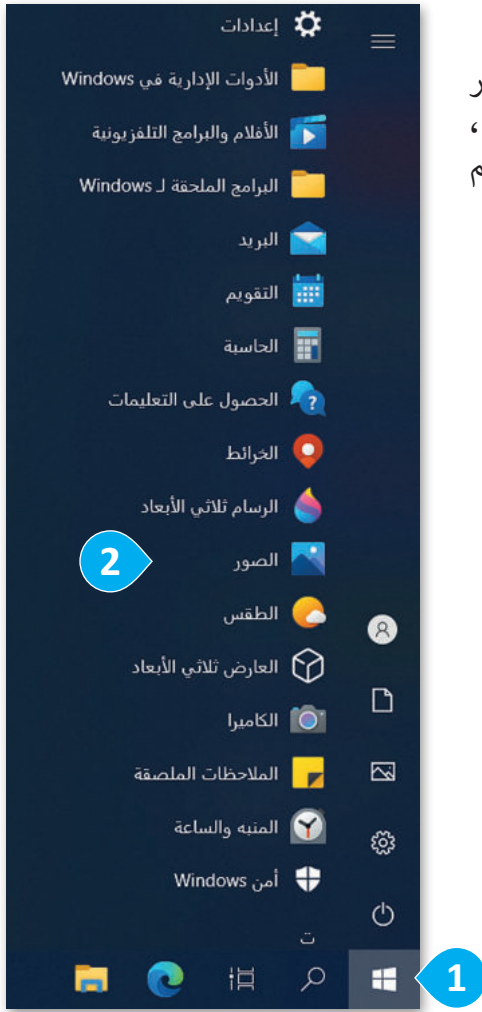 إعدادات
الأدوات الإدارية في Windows
الأفلام والبرامج التلفزيونية
البرامج الملحقة لـ Windows
البريد
التقويم
الحاسبة
الحصول على التعليمات
الخرائط
الرسام ثلاثي الأبعاد
الصور
2
الطقس
العارض ثلاثي الأبعاد
الكاميرا
الملاحظات الملصقة
المنبه والساعة
أمن Windows
ت
1
ر
،
م